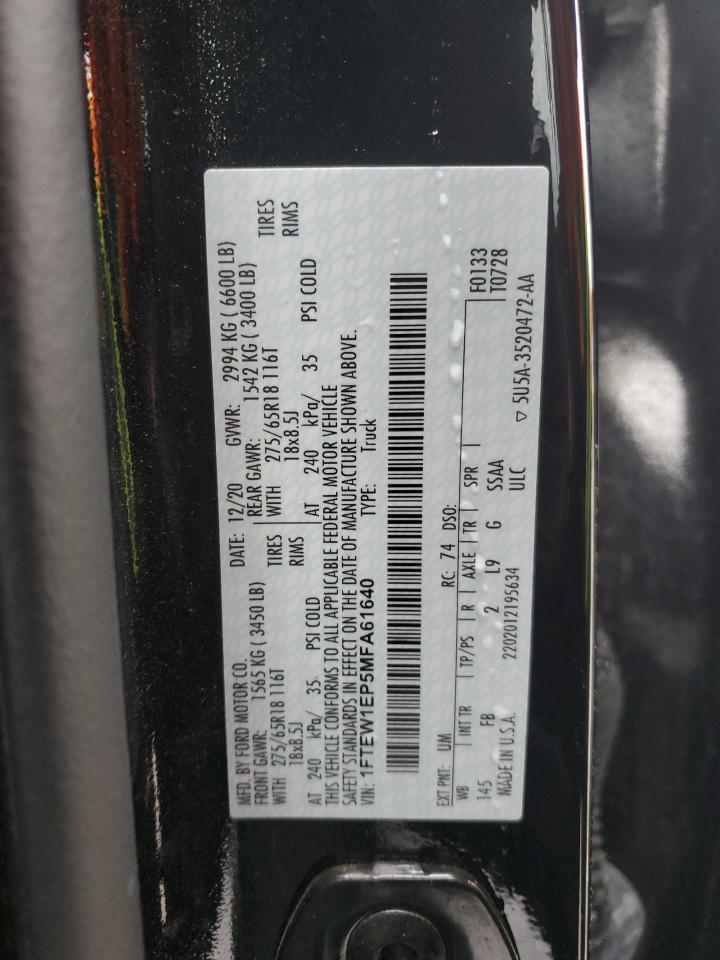 MFD. BY FORD MOTOR CO. DATE: 12/20 GVWR: 2994 KG ( 6600 LB)
FRONT GAWR: 1565 KG ( 3450 LB) REAR GAWR: 1542 KG ( 3400 LB)
WITH 275/65R18 116T TIRES WITH 275/65R18 116T TIRES
18x8.5J RIMS 18x8.5J RIMS
AT 240 kPa/ 35 PSI COLD AT 240 kPa/ 35 PSI COLD
THIS VEHICLE CONFORMS TO ALL APPLICABLE FEDERAL MOTOR VEHICLE
SAFETY STANDARDS IN EFFECT ON THE DATE OF MANUFACTURE SHOWN ABOVE.
VIN: 1FTEW1EP5MFA61640 TYPE: Truck
EXT PNT: UM RC: 74 DSO: F0133
WB INT TR TP/PS R AXLE TR SPR T0728
145 FB 2 L9 G SSAA
MADE IN U.S.A. 2202012195634 ULC ▽ 5U5A-3520472-AA